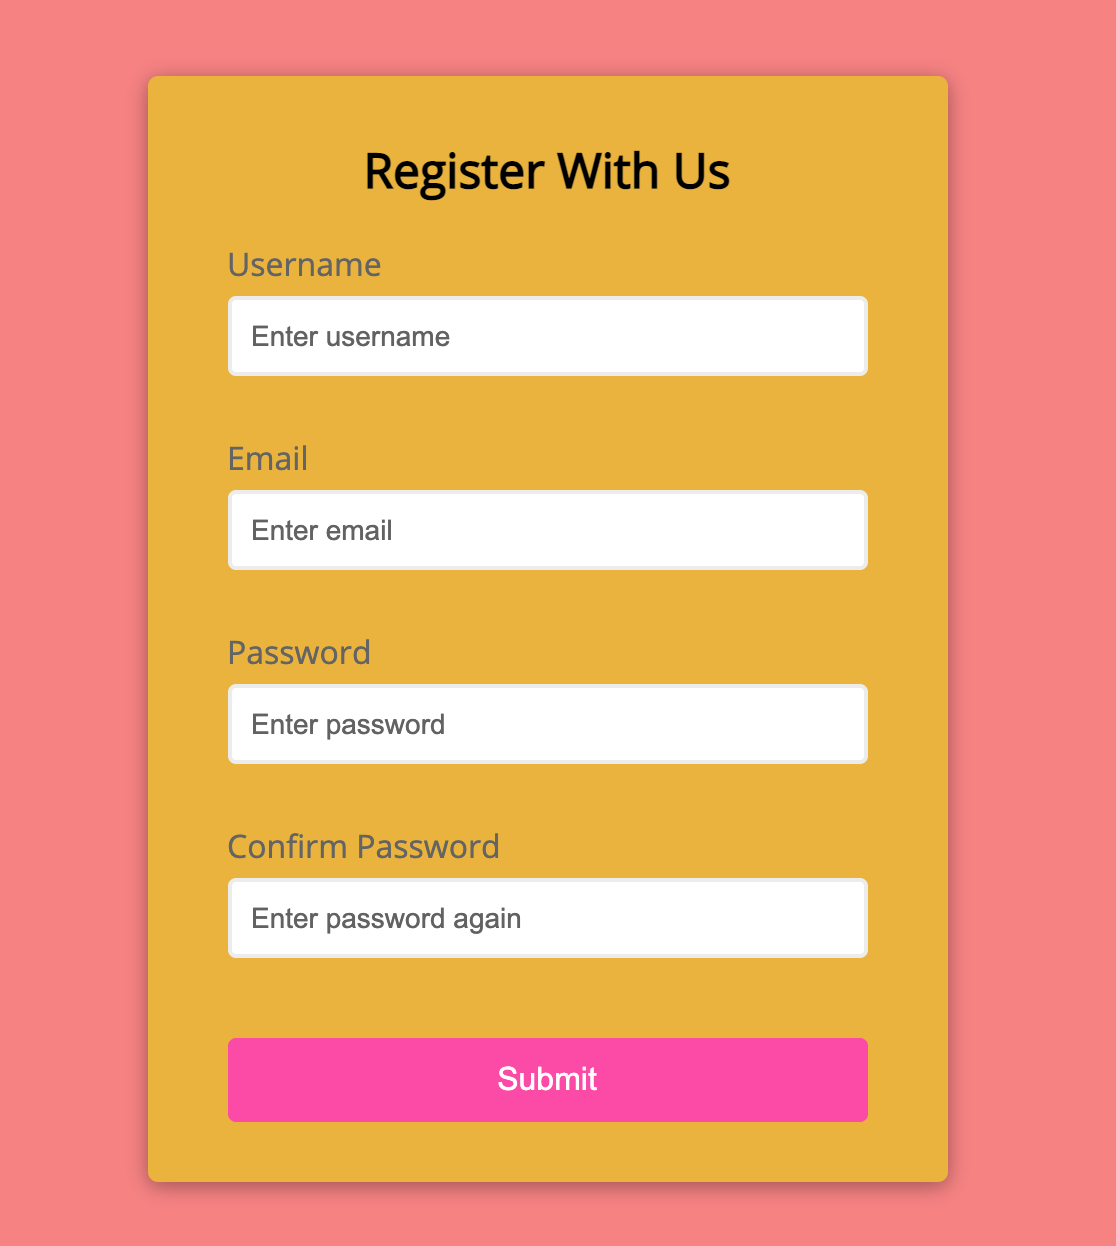 Register With Us
Username
Enter username
Email
Enter email
Password
Enter password
Confirm Password
Enter password again
Submit